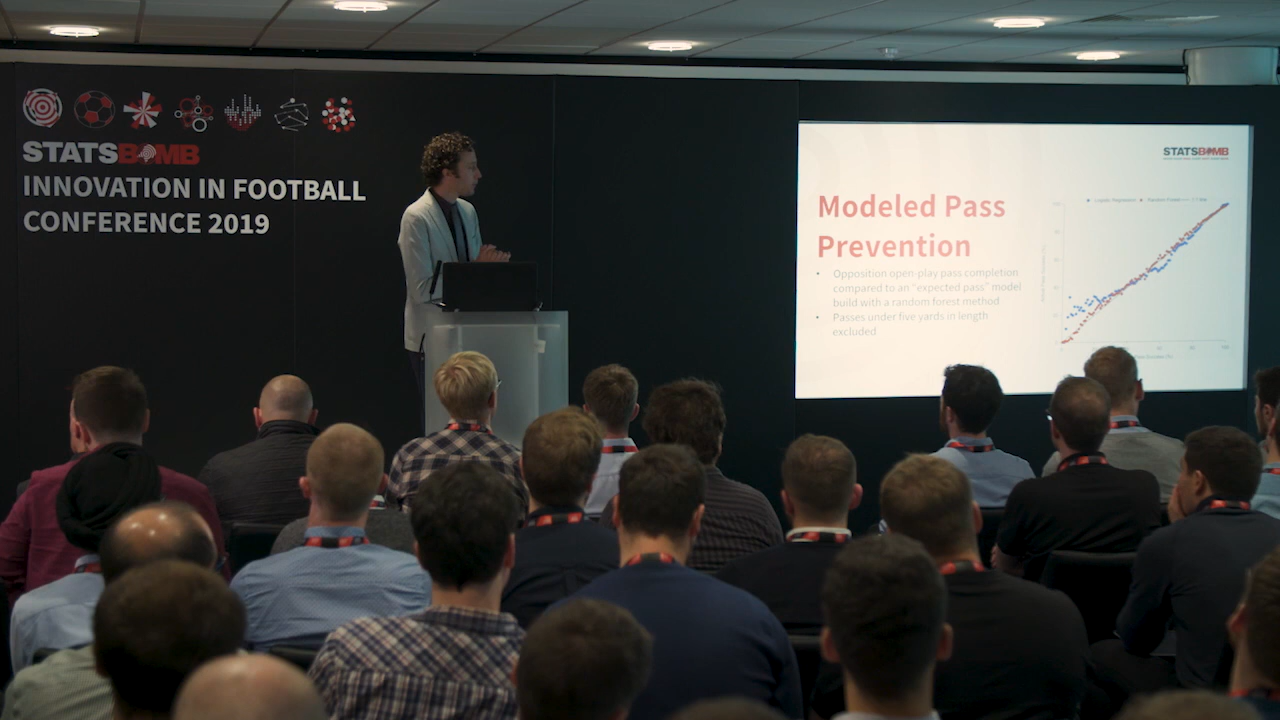 STATSBOMB
INNOVATION IN FOOTBALL
CONFERENCE 2019
STATSBOMB
Modeled Pass
Prevention
• Opposition open-play pass completion
compared to an “expected pass” model
build with a random forest method
• Passes under five yards in length
excluded